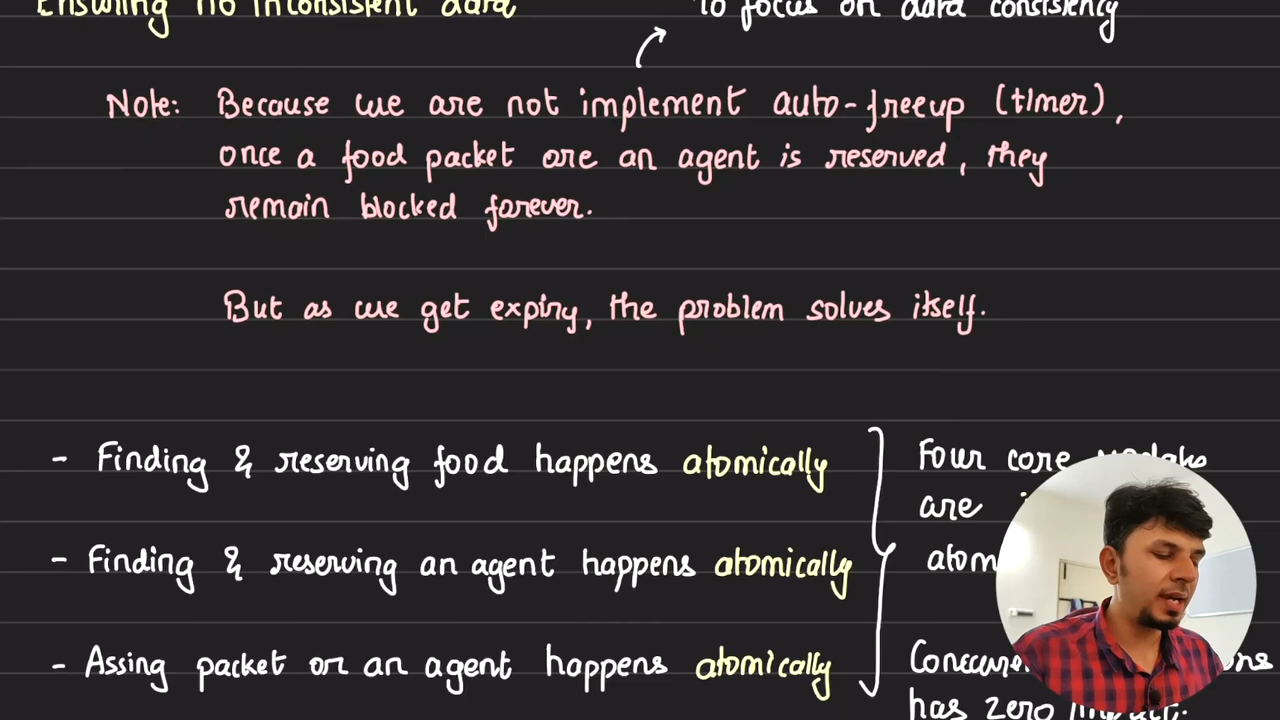 Ensuring no inconsistent data
to focus on data consistency
Note: Because we are not implement auto-freeup (timer),
once a food packet are an agent is reserved, they
remain blocked forever.
But as we get expiry, the problem solves itself.
- Finding & reserving food happens atomically
- Finding & reserving an agent happens atomically
- Assing packet or an agent happens atomically
Four core
are
has zero